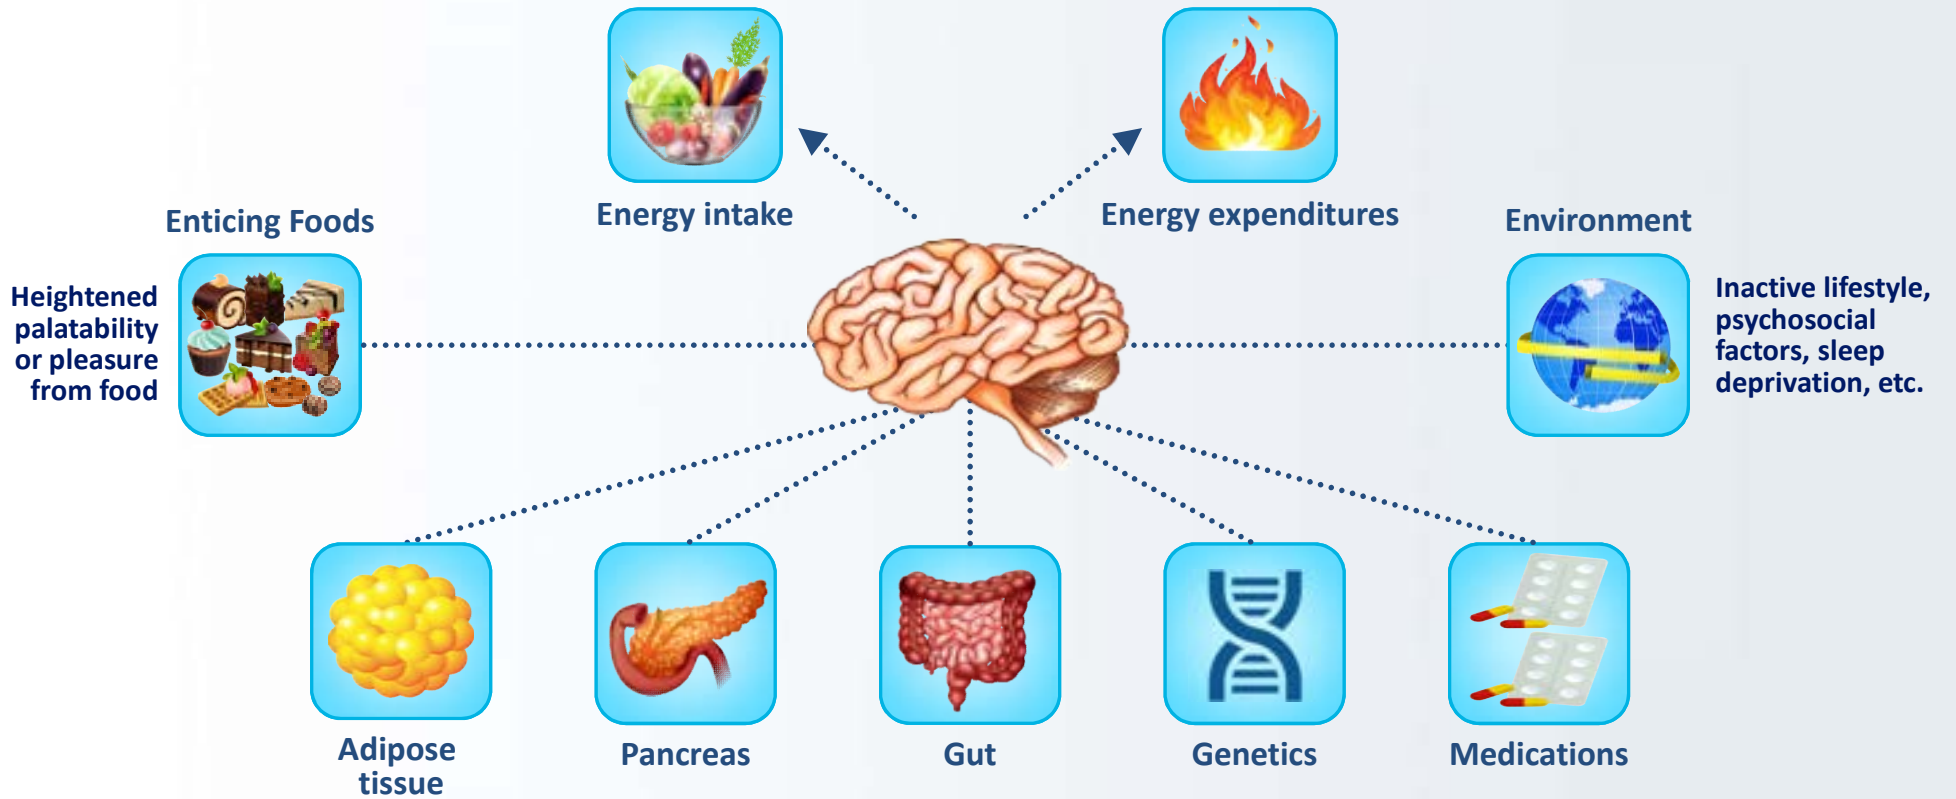 Energy intake
Energy expenditures
Enticing Foods
Environment
Heightened
palatability
or pleasure
from food
Inactive lifestyle,
psychosocial
factors, sleep
deprivation, etc.
Adipose
tissue
Pancreas
Gut
Genetics
Medications